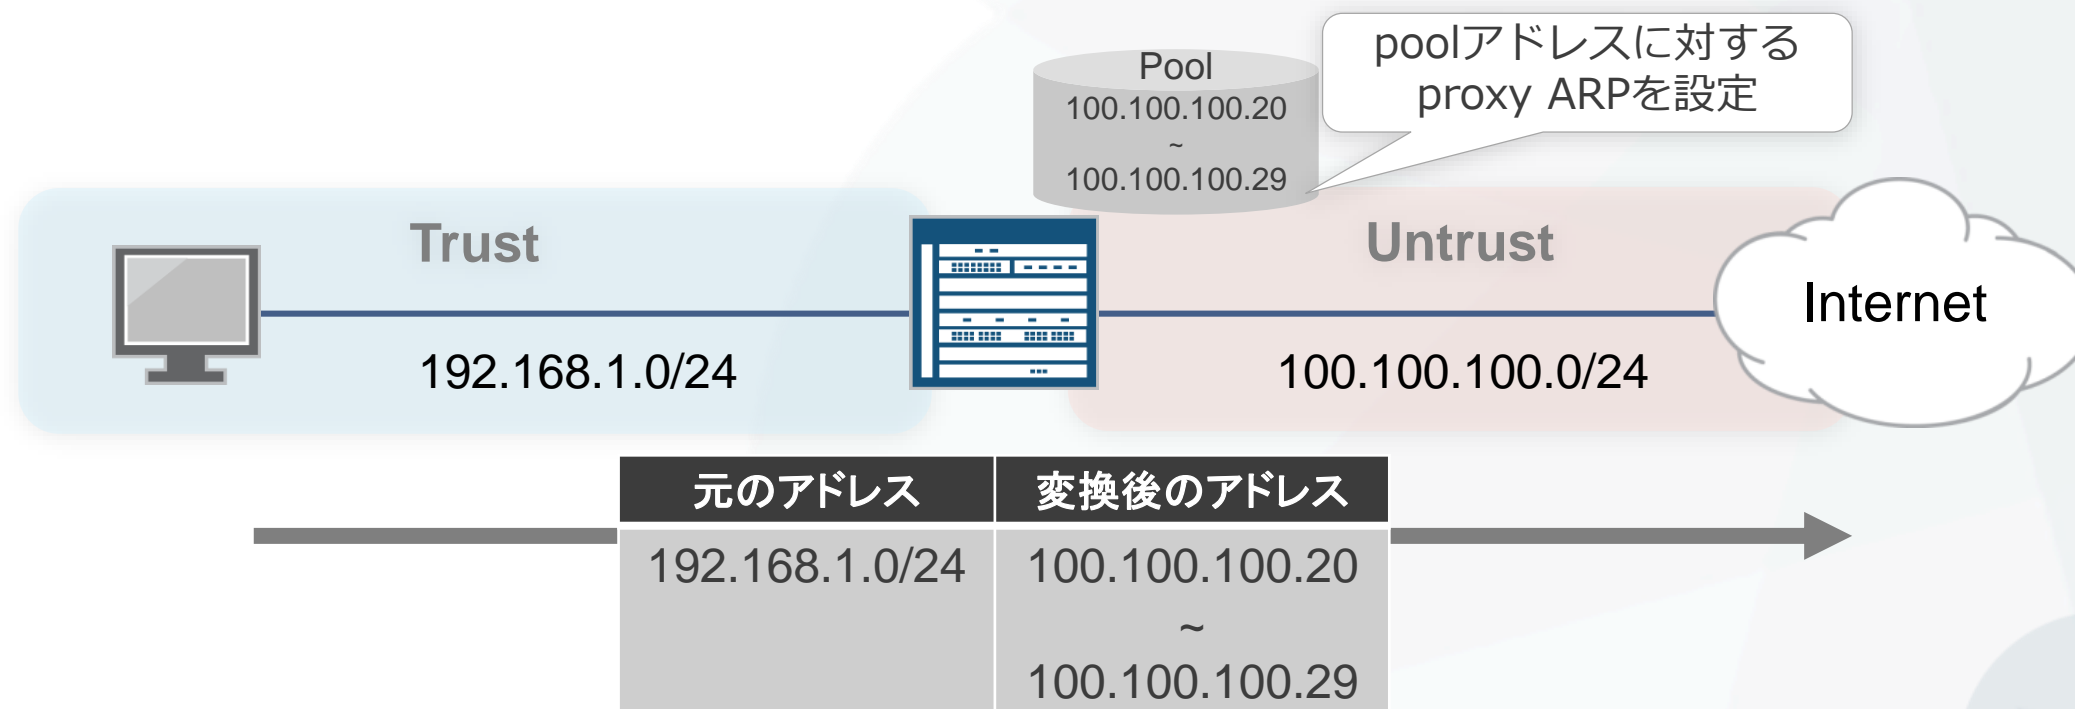 poolアドレスに対する
proxy ARPを設定
Pool
100.100.100.20
~
100.100.100.29
Trust
Untrust
Internet
192.168.1.0/24
100.100.100.0/24
元のアドレス 変換後のアドレス
192.168.1.0/24 100.100.100.20
~
100.100.100.29